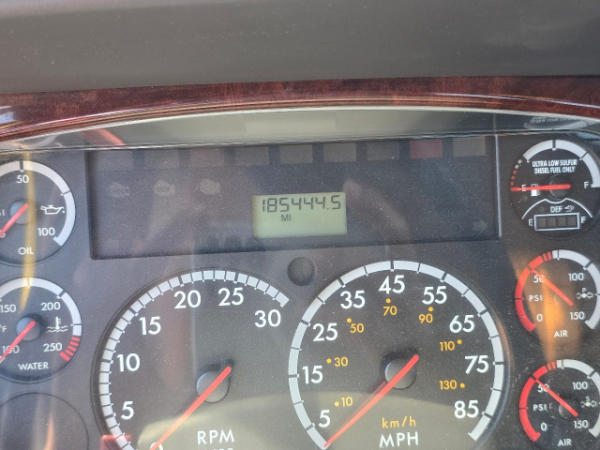 185444.5
MI
50
PSI
100
OIL
150
200
°F
100
250
WATER
5
10
15
20
25
30
RPM
5
15
25
35
45
55
65
75
85
10
30
50
70
90
110
130
km/h
MPH
ULTRA LOW SULFUR
DIESEL FUEL ONLY
E
F
DEF
E
F
50
100
PSI
0
150
AIR
50
100
PSI
0
150
AIR